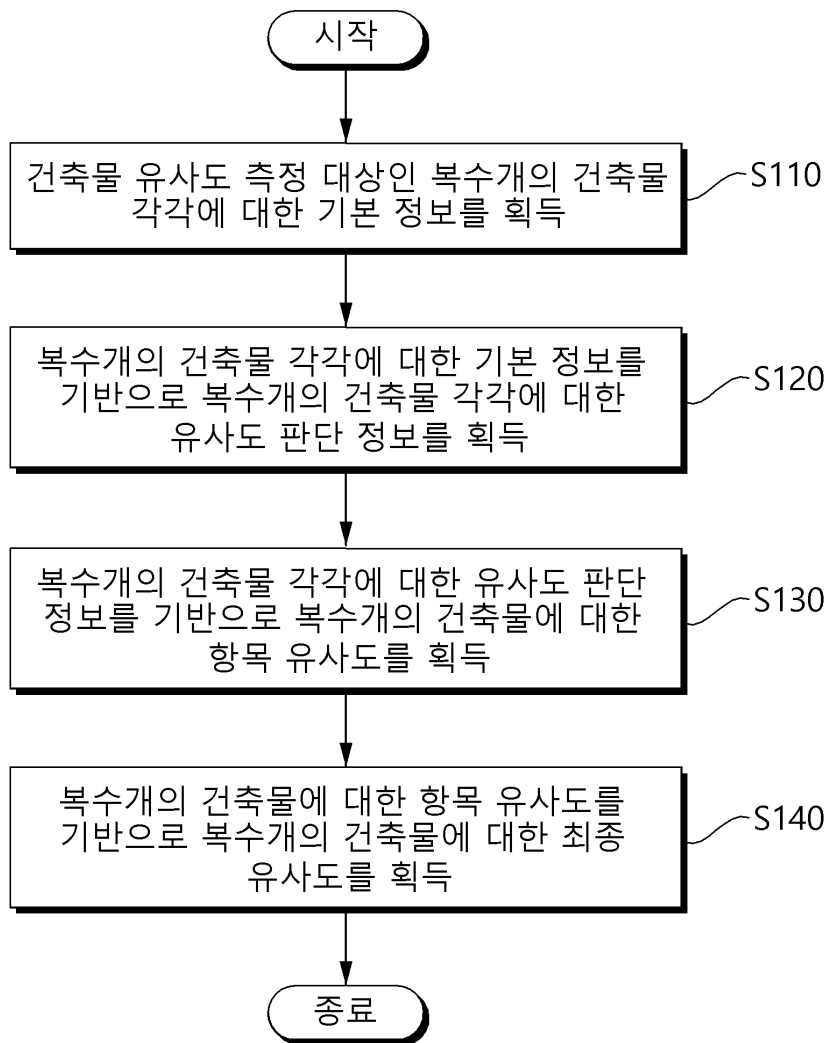 시작
건축물 유사도 측정 대상인 복수개의 건축물
각각에 대한 기본 정보를 획득
S110
복수개의 건축물 각각에 대한 기본 정보를
기반으로 복수개의 건축물 각각에 대한
유사도 판단 정보를 획득
S120
복수개의 건축물 각각에 대한 유사도 판단
정보를 기반으로 복수개의 건축물에 대한
항목 유사도를 획득
S130
복수개의 건축물에 대한 항목 유사도를
기반으로 복수개의 건축물에 대한 최종
유사도를 획득
S140
종료